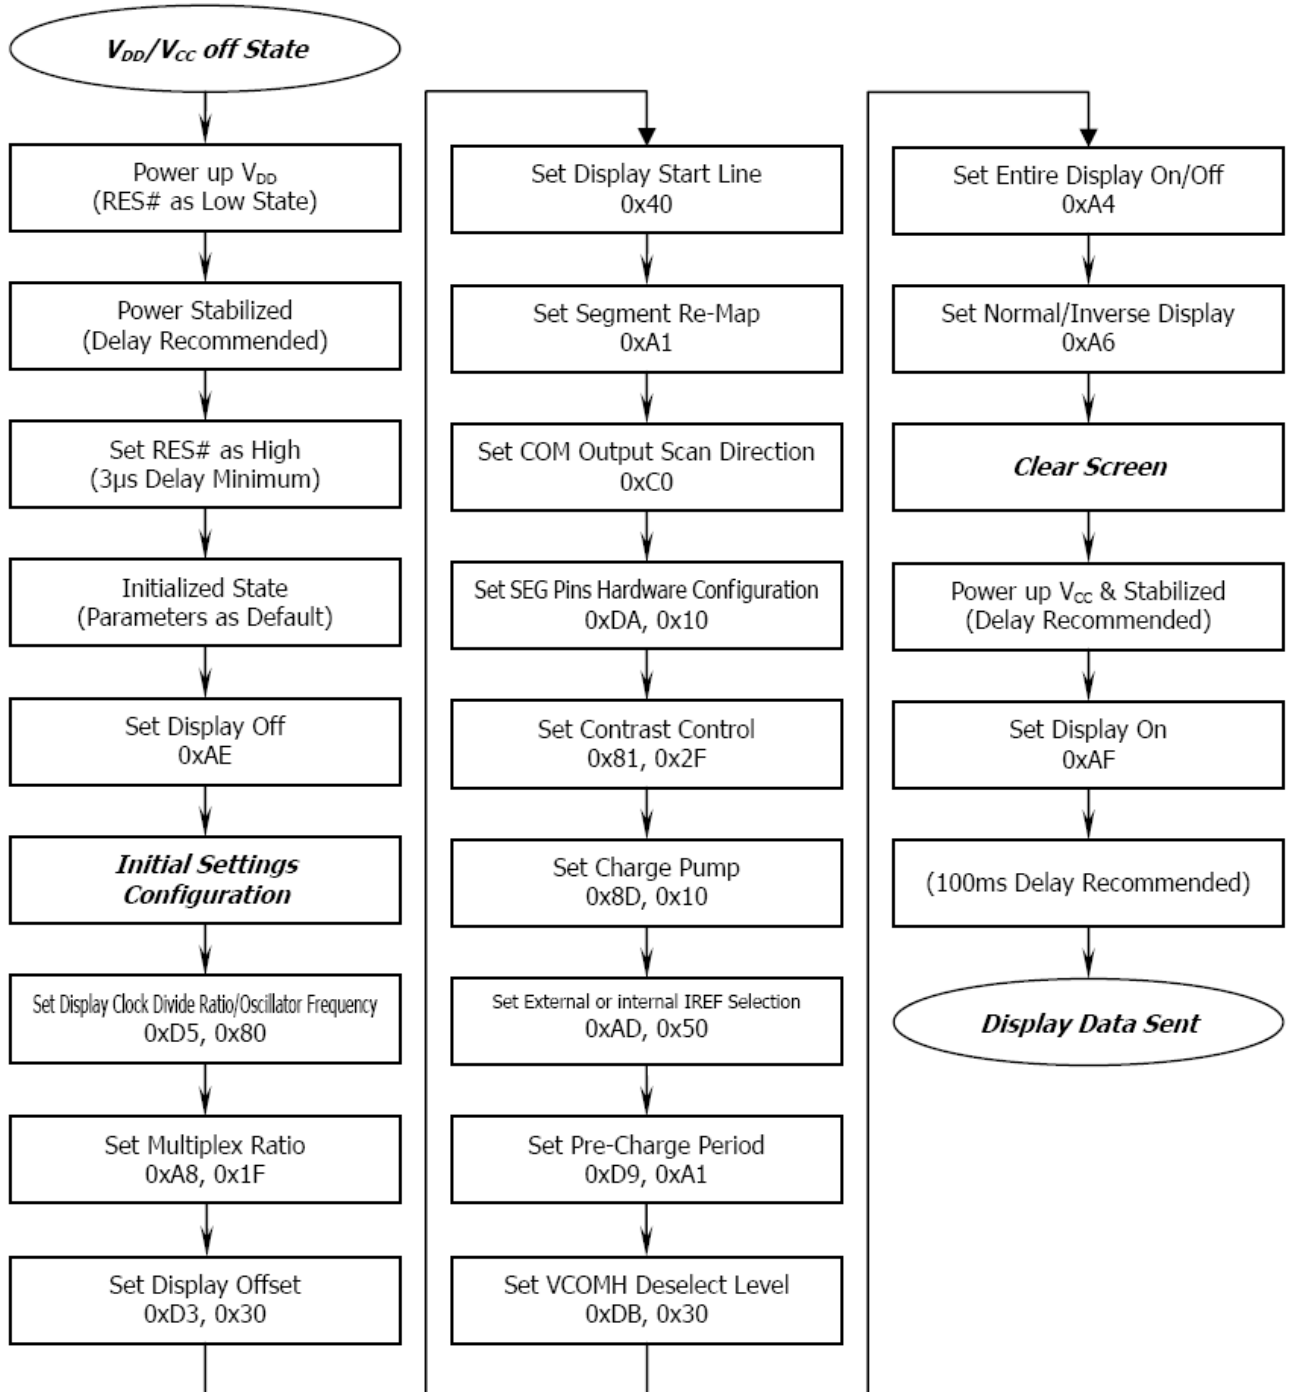 VDD/VCC off State
Power up VDD
(RES# as Low State)
Power Stabilized
(Delay Recommended)
Set RES# as High
(3μs Delay Minimum)
Initialized State
(Parameters as Default)
Set Display Off
0xAE
Initial Settings
Configuration
Set Display Clock Divide Ratio/Oscillator Frequency
0xD5, 0x80
Set Multiplex Ratio
0xA8, 0x1F
Set Display Offset
0xD3, 0x30
Set Display Start Line
0x40
Set Segment Re-Map
0xA1
Set COM Output Scan Direction
0xC0
Set SEG Pins Hardware Configuration
0xDA, 0x10
Set Contrast Control
0x81, 0x2F
Set Charge Pump
0x8D, 0x10
Set External or internal IREF Selection
0xAD, 0x50
Set Pre-Charge Period
0xD9, 0xA1
Set VCOMH Deselect Level
0xDB, 0x30
Set Entire Display On/Off
0xA4
Set Normal/Inverse Display
0xA6
Clear Screen
Power up VCC & Stabilized
(Delay Recommended)
Set Display On
0xAF
(100ms Delay Recommended)
Display Data Sent